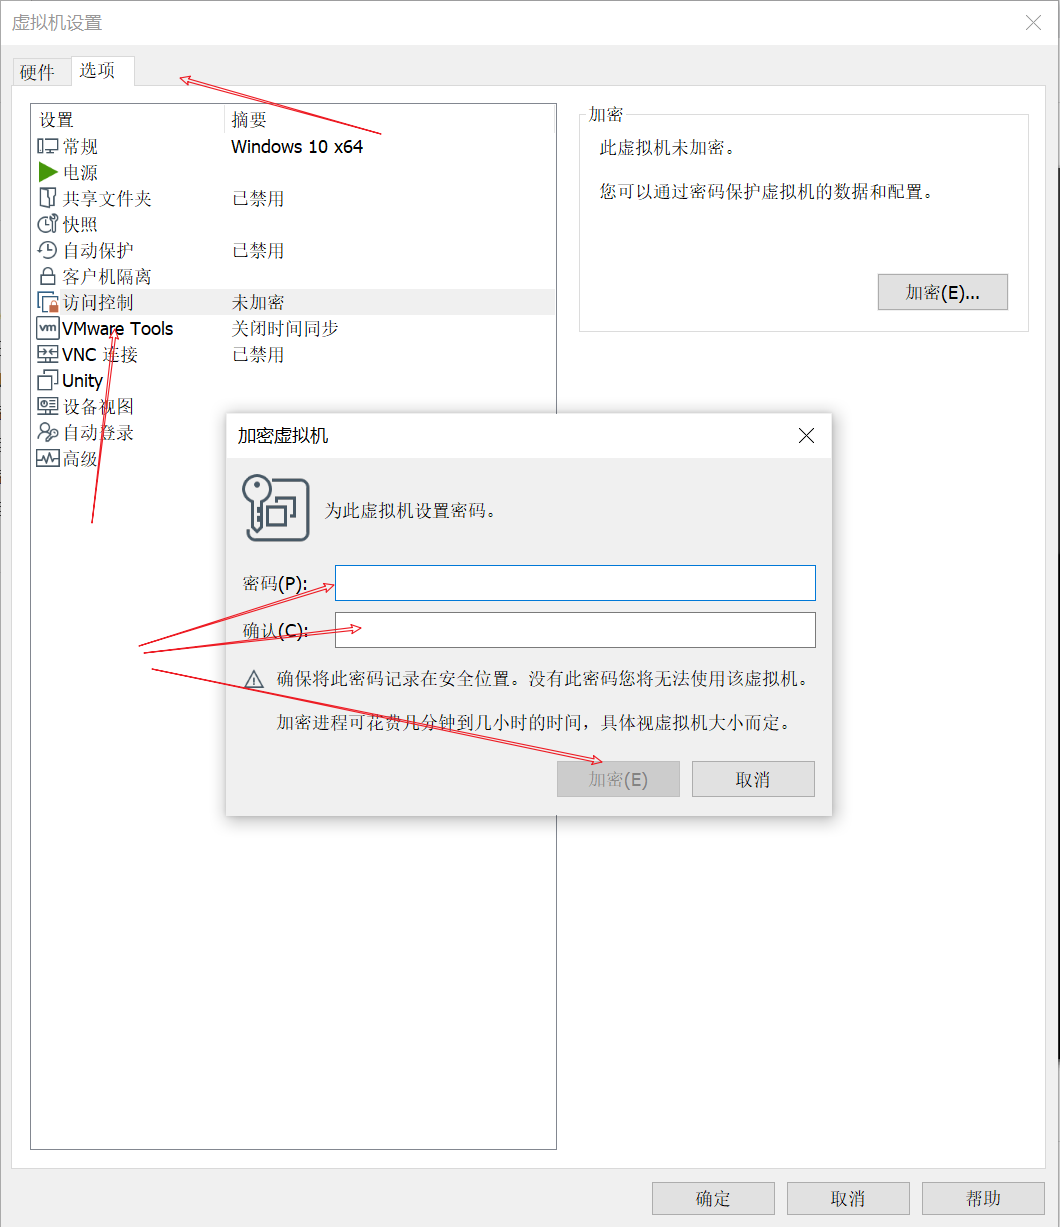 虚拟机设置
硬件 选项
设置 摘要
常规 Windows 10 x64
电源
共享文件夹 已禁用
快照
自动保护 已禁用
客户机隔离
访问控制 未加密
vm VMware Tools 关闭时间同步
VNC 连接 已禁用
Unity
设备视图
自动登录
高级
加密
此虚拟机未加密。
您可以通过密码保护虚拟机的数据和配置。
加密(E)...
加密虚拟机
为此虚拟机设置密码。
密码(P):
确认(C):
确保将此密码记录在安全位置。没有此密码您将无法使用该虚拟机。
加密进程可花费几分钟到几小时的时间，具体视虚拟机大小而定。
加密(E) 取消
确定 取消 帮助